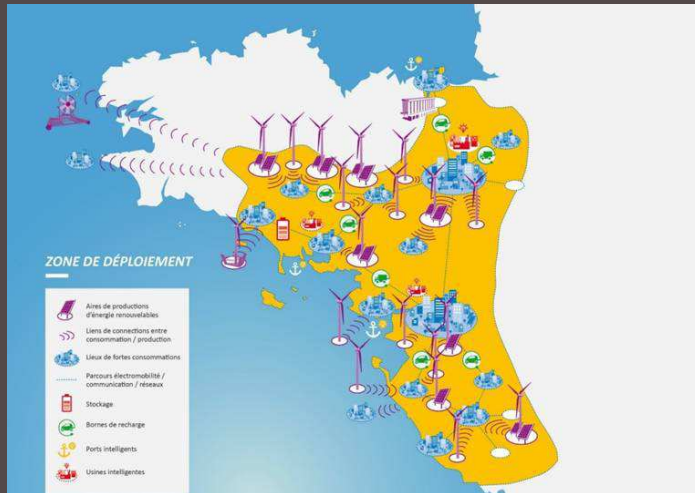 ZONE DE DÉPLOIEMENT
Aires de productions
d'énergie renouvelables
Liens de connections entre
consommation / production
Lieux de fortes consommations
Parcours électromobilité /
communication / réseaux
Stockage
Bornes de recharge
Ports intelligents
Usines intelligentes